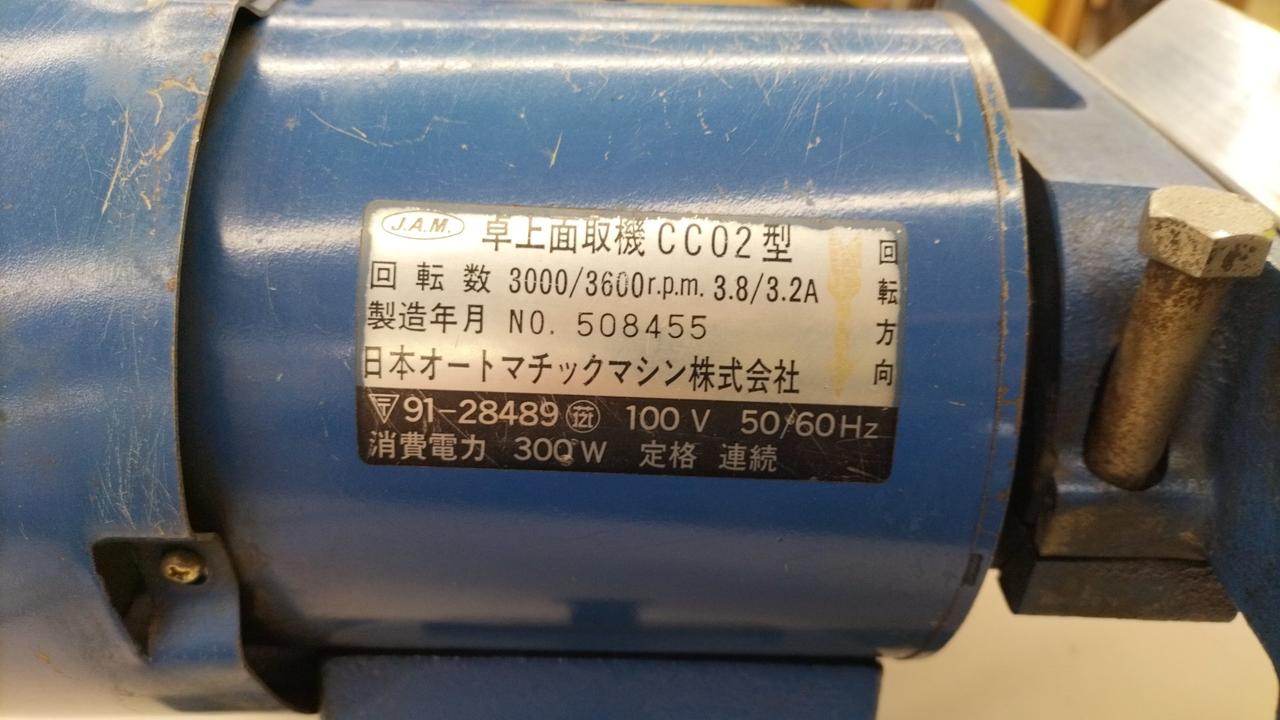 J.A.M. 卓上面取機 CC02型
回転数 3000/3600r.p.m. 3.8/3.2A
製造年月 NO. 508455
日本オートマチックマシン株式会社
回転方向
〒 91-28489 100 V 50/60Hz
消費電力 300W 定格 連続